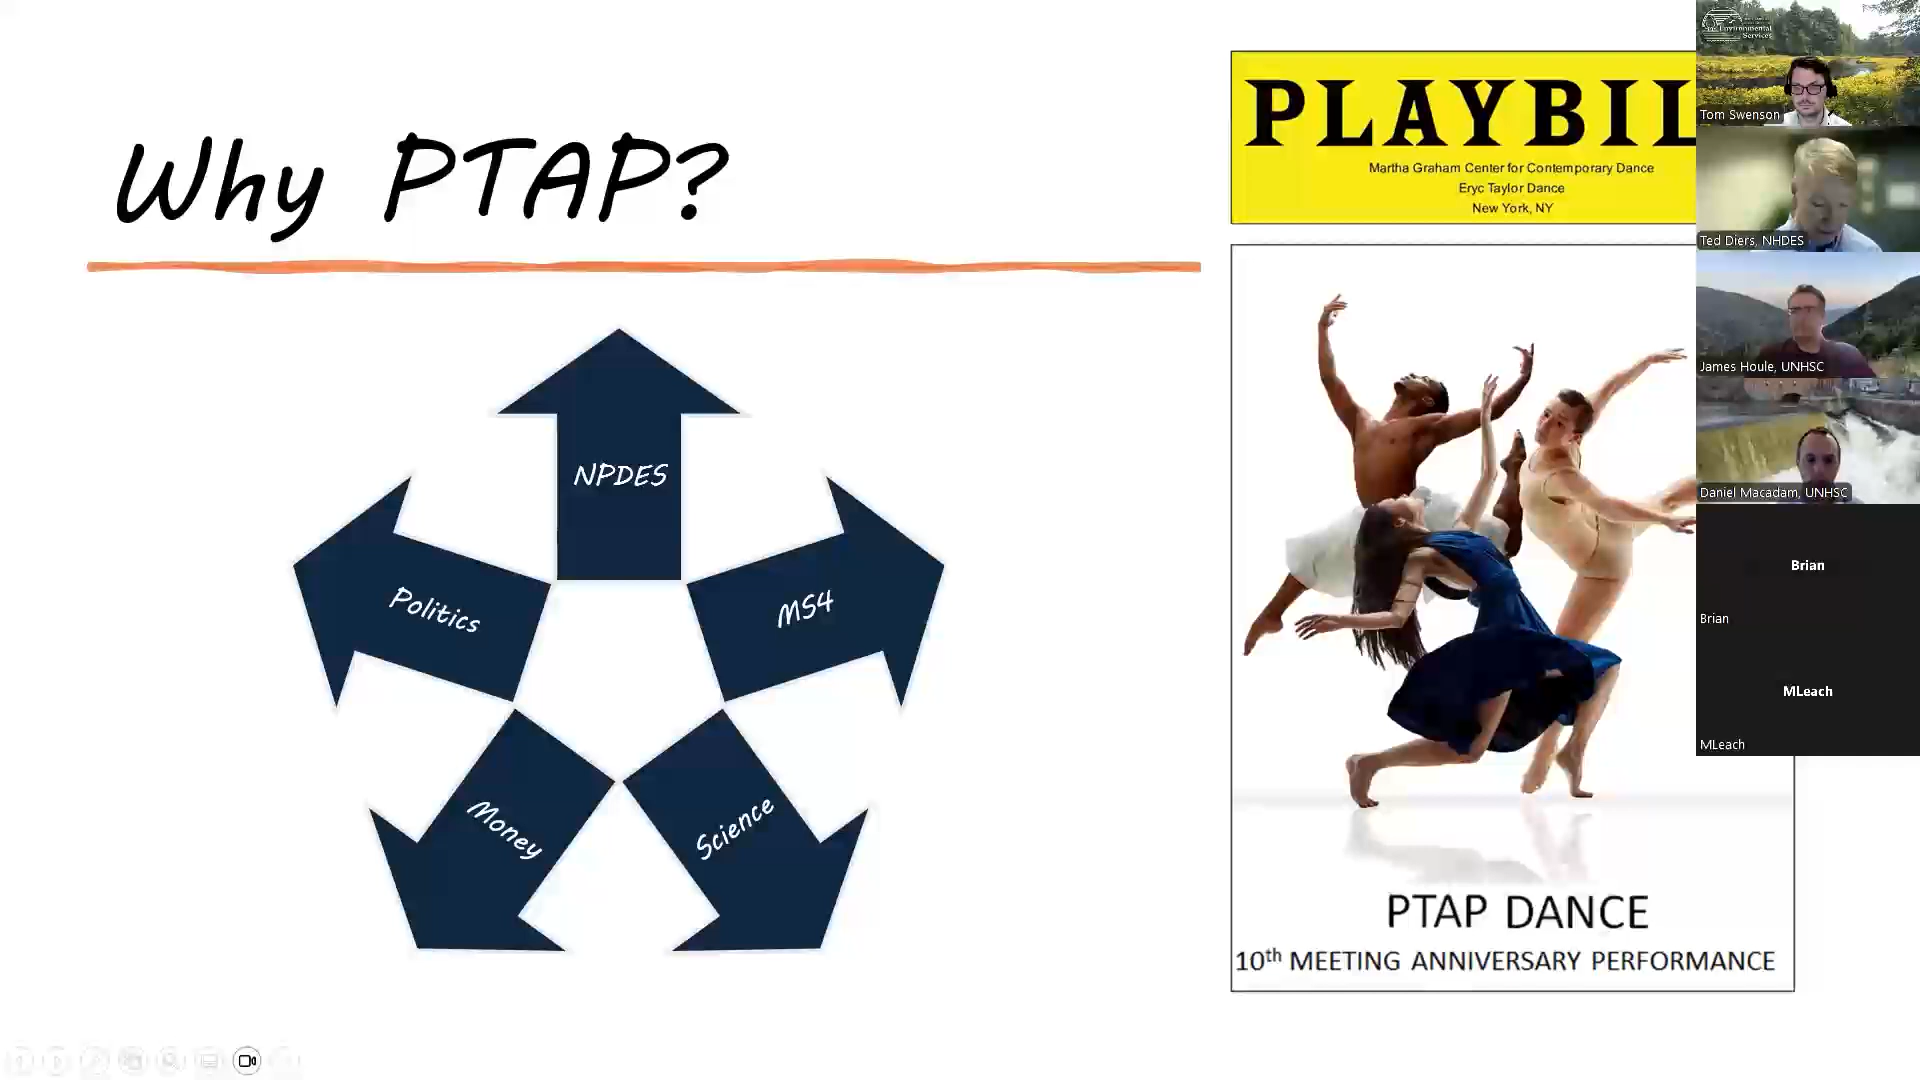 Why PTAP?
NPDES
Politics
MS4
Money
Science
PLAYBIL
Martha Graham Center for Contemporary Dance
Eryc Taylor Dance
New York, NY
PTAP DANCE
10th MEETING ANNIVERSARY PERFORMANCE
Environmental
Services
Tom Swenson
Ted Diers, NHDES
James Houle, UNHSC
Daniel Macadam, UNHSC
Brian
Brian
MLeach
MLeach